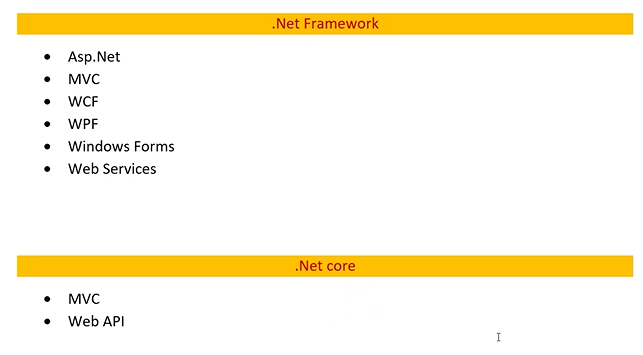 .Net Framework
• Asp.Net
• MVC
• WCF
• WPF
• Windows Forms
• Web Services
.Net core
• MVC
• Web API